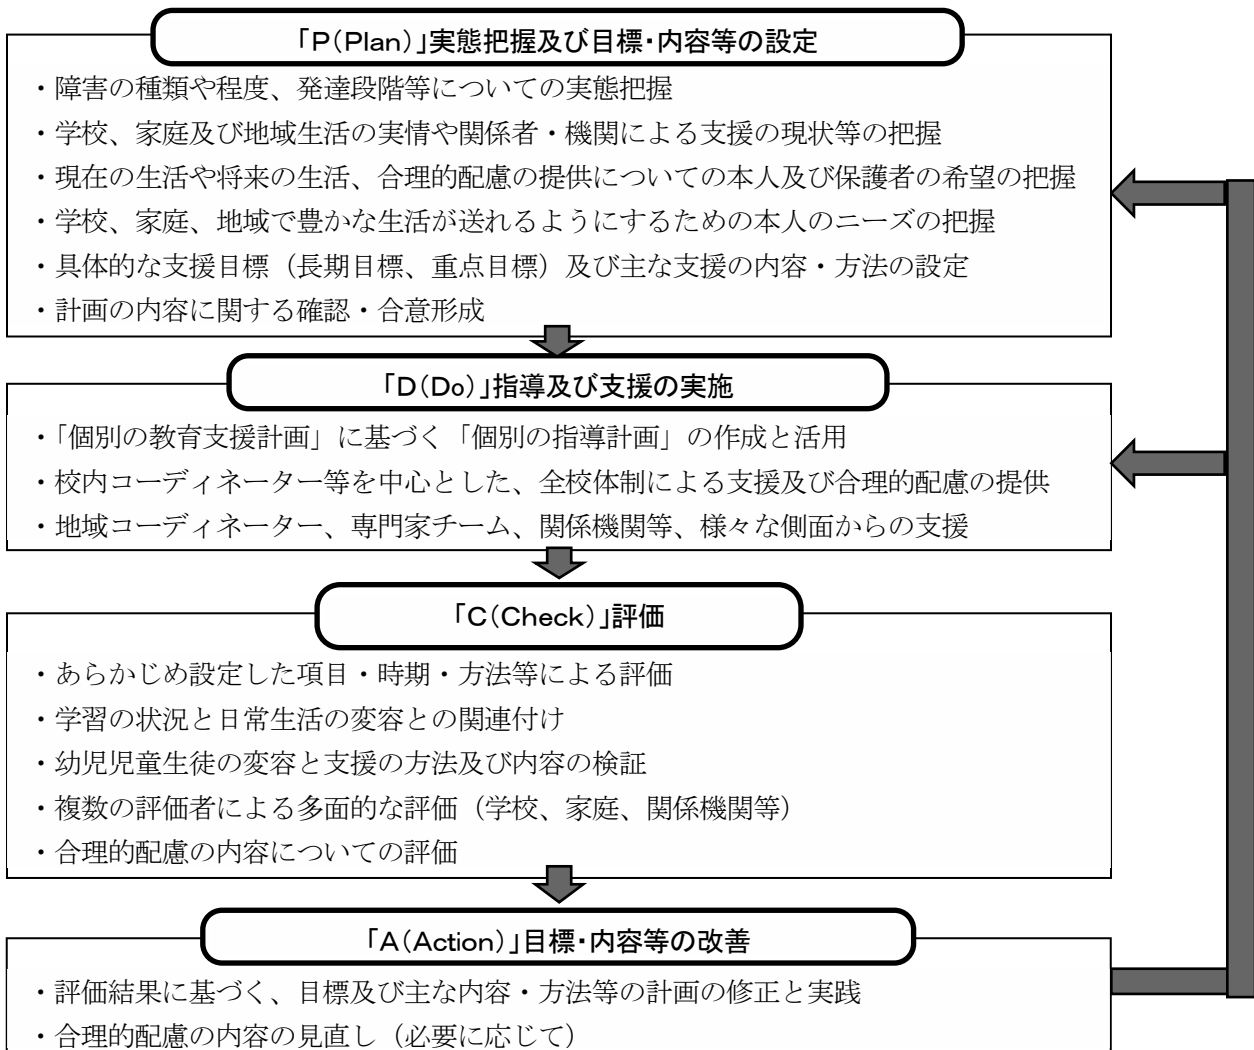 「P(Plan)」実態把握及び目標・内容等の設定
・障害の種類や程度、発達段階等についての実態把握
・学校、家庭及び地域生活の実情や関係者・機関による支援の現状等の把握
・現在の生活や将来の生活、合理的配慮の提供についての本人及び保護者の希望の把握
・学校、家庭、地域で豊かな生活が送れるようにするための本人のニーズの把握
・具体的な支援目標（長期目標、重点目標）及び主な支援の内容・方法の設定
・計画の内容に関する確認・合意形成
「D(Do)」指導及び支援の実施
・「個別の教育支援計画」に基づく「個別の指導計画」の作成と活用
・校内コーディネーター等を中心とした、全校体制による支援及び合理的配慮の提供
・地域コーディネーター、専門家チーム、関係機関等、様々な側面からの支援
「C(Check)」評価
・あらかじめ設定した項目・時期・方法等による評価
・学習の状況と日常生活の変容との関連付け
・幼児児童生徒の変容と支援の方法及び内容の検証
・複数の評価者による多面的な評価（学校、家庭、関係機関等）
・合理的配慮の内容についての評価
「A(Action)」目標・内容等の改善
・評価結果に基づく、目標及び主な内容・方法等の計画の修正と実践
・合理的配慮の内容の見直し（必要に応じて）